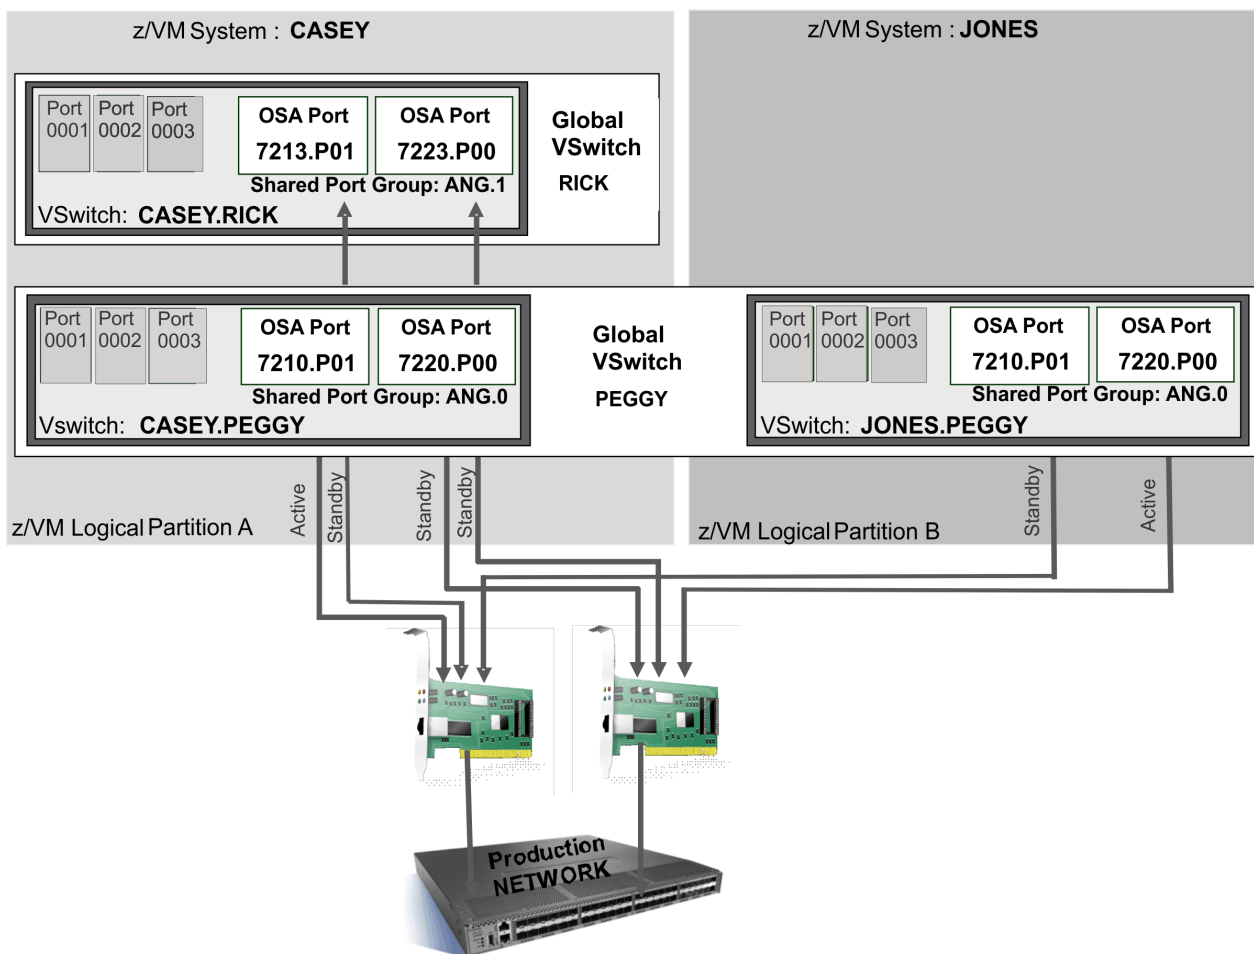 z/VM System : CASEY
z/VM System : JONES
Port 0001
Port 0002
Port 0003
OSA Port
7213.P01
OSA Port
7223.P00
Shared Port Group: ANG.1
VSwitch: CASEY.RICK
Global
VSwitch
RICK
Port 0001
Port 0002
Port 0003
OSA Port
7210.P01
OSA Port
7220.P00
Shared Port Group: ANG.0
Vswitch: CASEY.PEGGY
Global
VSwitch
PEGGY
Port 0001
Port 0002
Port 0003
OSA Port
7210.P01
OSA Port
7220.P00
Shared Port Group: ANG.0
VSwitch: JONES.PEGGY
Active
Standby
Standby
Standby
Standby
Active
z/VM Logical Partition A
z/VM Logical Partition B
Production
NETWORK